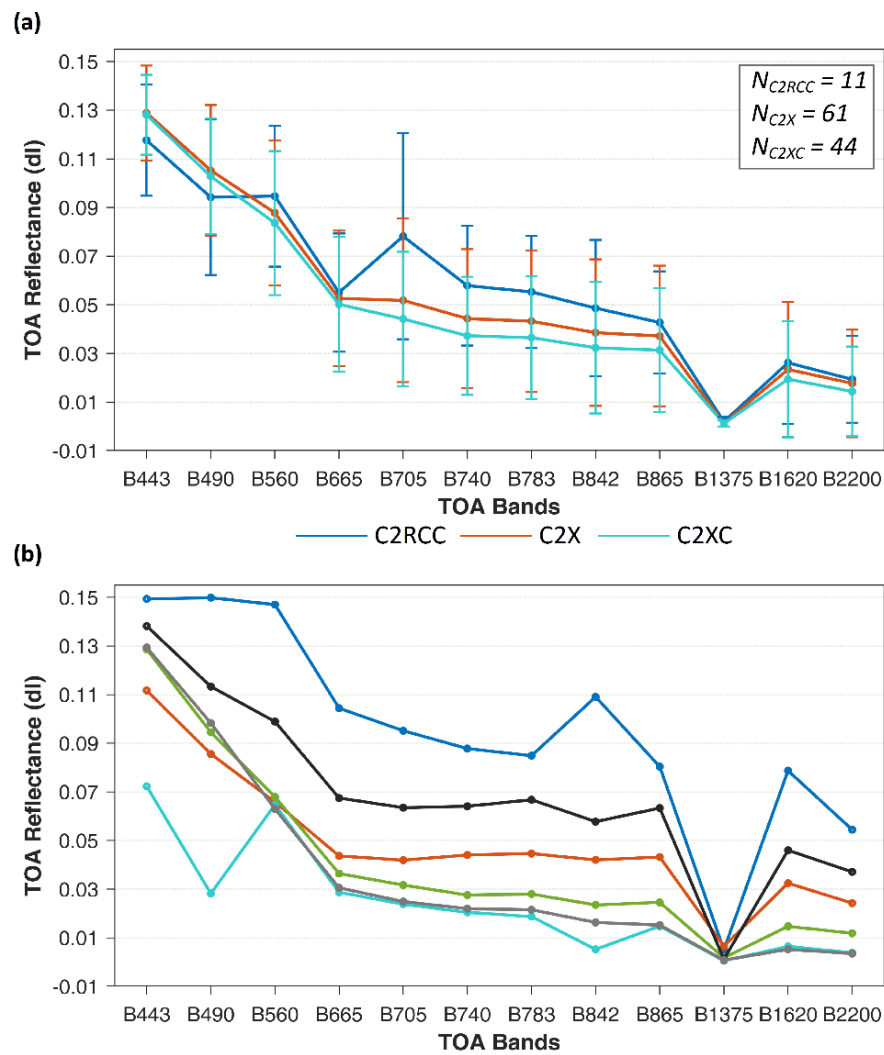 (a)
TOA Reflectance (dl)
0.15
0.13
0.11
0.09
0.07
0.05
0.03
0.01
-0.01
N_C2RCC = 11
N_C2X = 61
N_C2XC = 44
B443 B490 B560 B665 B705 B740 B783 B842 B865 B1375 B1620 B2200
TOA Bands
C2RCC C2X C2XC
(b)
TOA Reflectance (dl)
0.15
0.13
0.11
0.09
0.07
0.05
0.03
0.01
-0.01
B443 B490 B560 B665 B705 B740 B783 B842 B865 B1375 B1620 B2200
TOA Bands